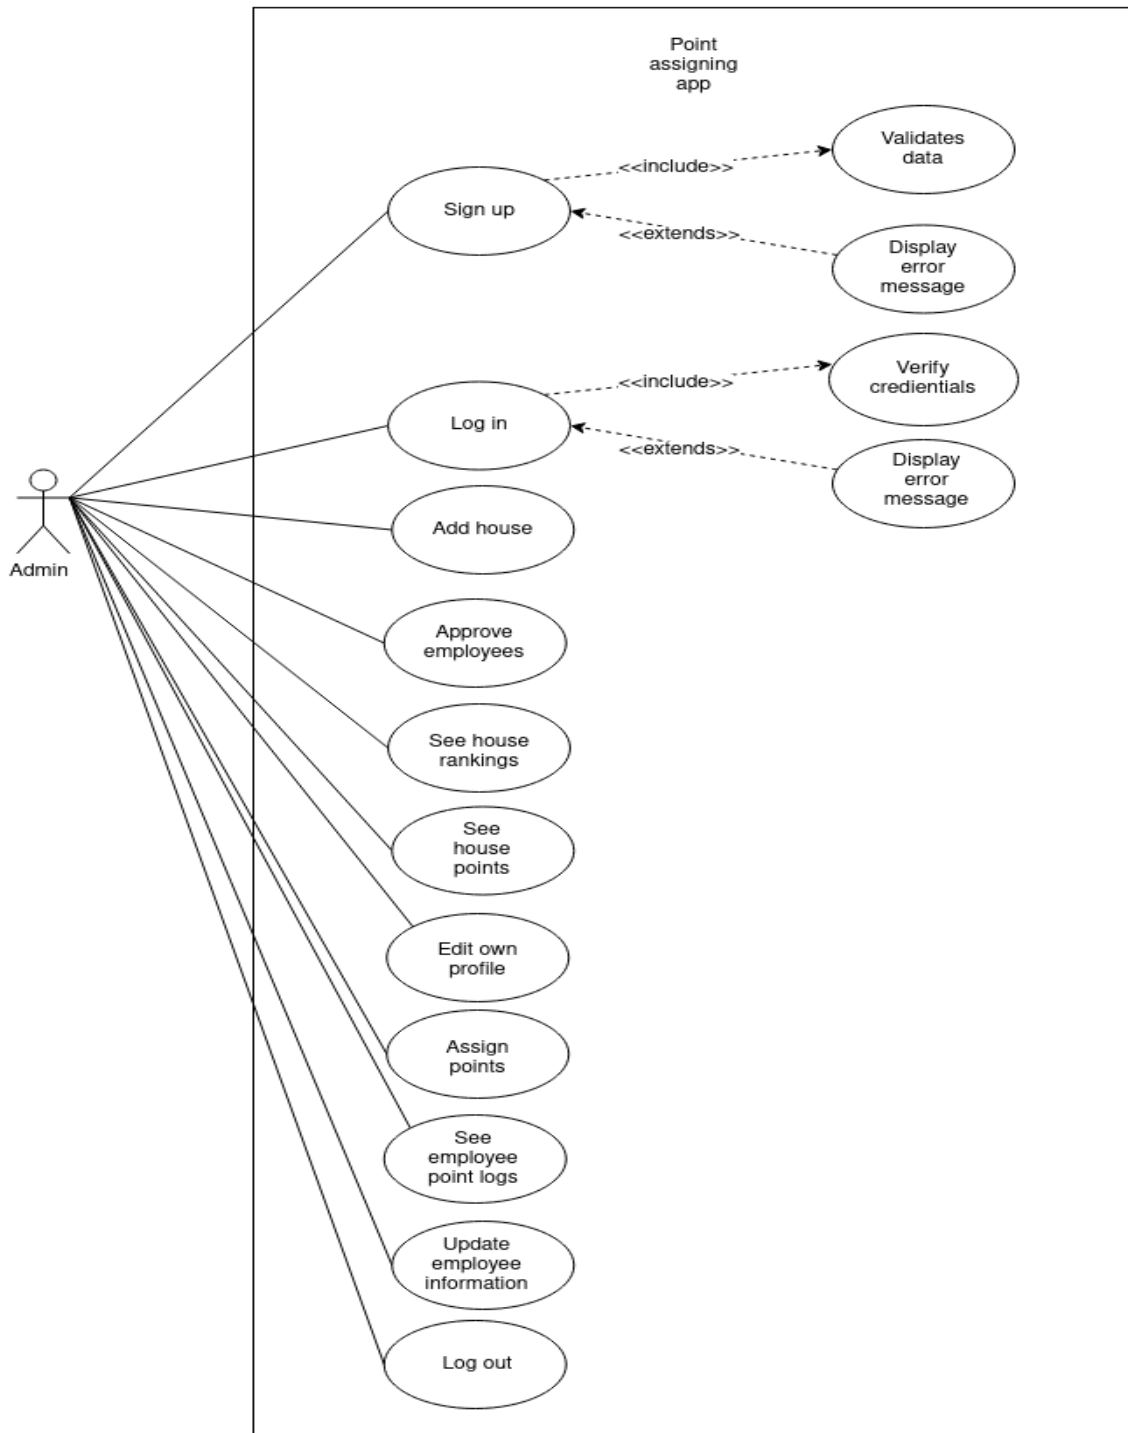 Point
assigning
app
Validates
data
<<include>>
Sign up
<<extends>>
Display
error
message
Verify
credientials
<<include>>
Log in
<<extends>>
Display
error
message
Admin
Add house
Approve
employees
See house
rankings
See
house
points
Edit own
profile
Assign
points
See
employee
point logs
Update
employee
information
Log out